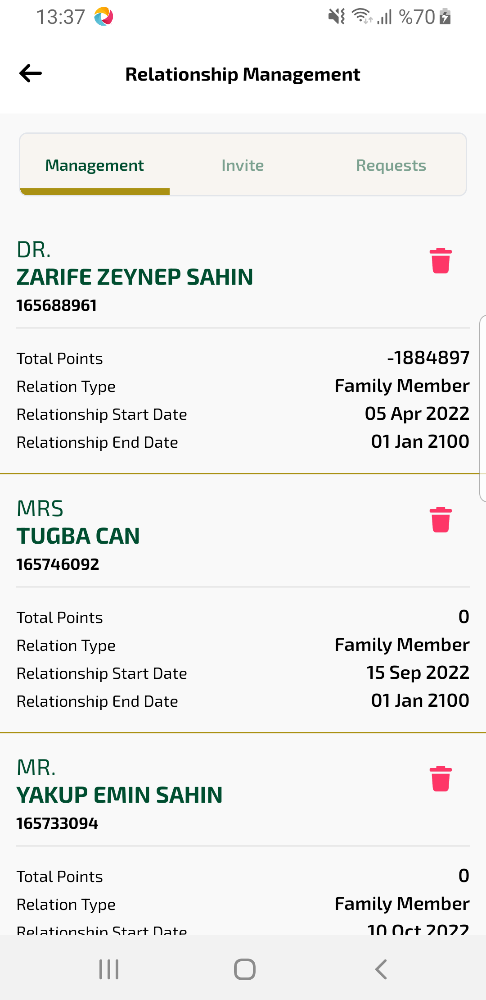 13:37 %70
Relationship Management
Management Invite Requests
DR.
ZARIFE ZEYNEP SAHIN
165688961
Total Points -1884897
Relation Type Family Member
Relationship Start Date 05 Apr 2022
Relationship End Date 01 Jan 2100
MRS
TUGBA CAN
165746092
Total Points 0
Relation Type Family Member
Relationship Start Date 15 Sep 2022
Relationship End Date 01 Jan 2100
MR.
YAKUP EMIN SAHIN
165733094
Total Points 0
Relation Type Family Member
Relationship Start Date 10 Oct 2022